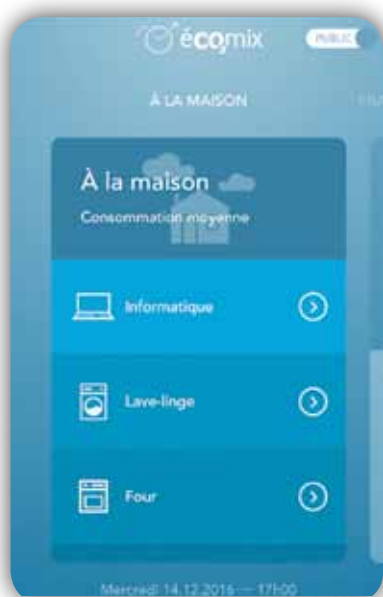 éco2mix
PUBLIC
À LA MAISON
À la maison
Consommation moyenne
Informatique
Lave-linge
Four
Mercredi 14.12.2016 — 17h00